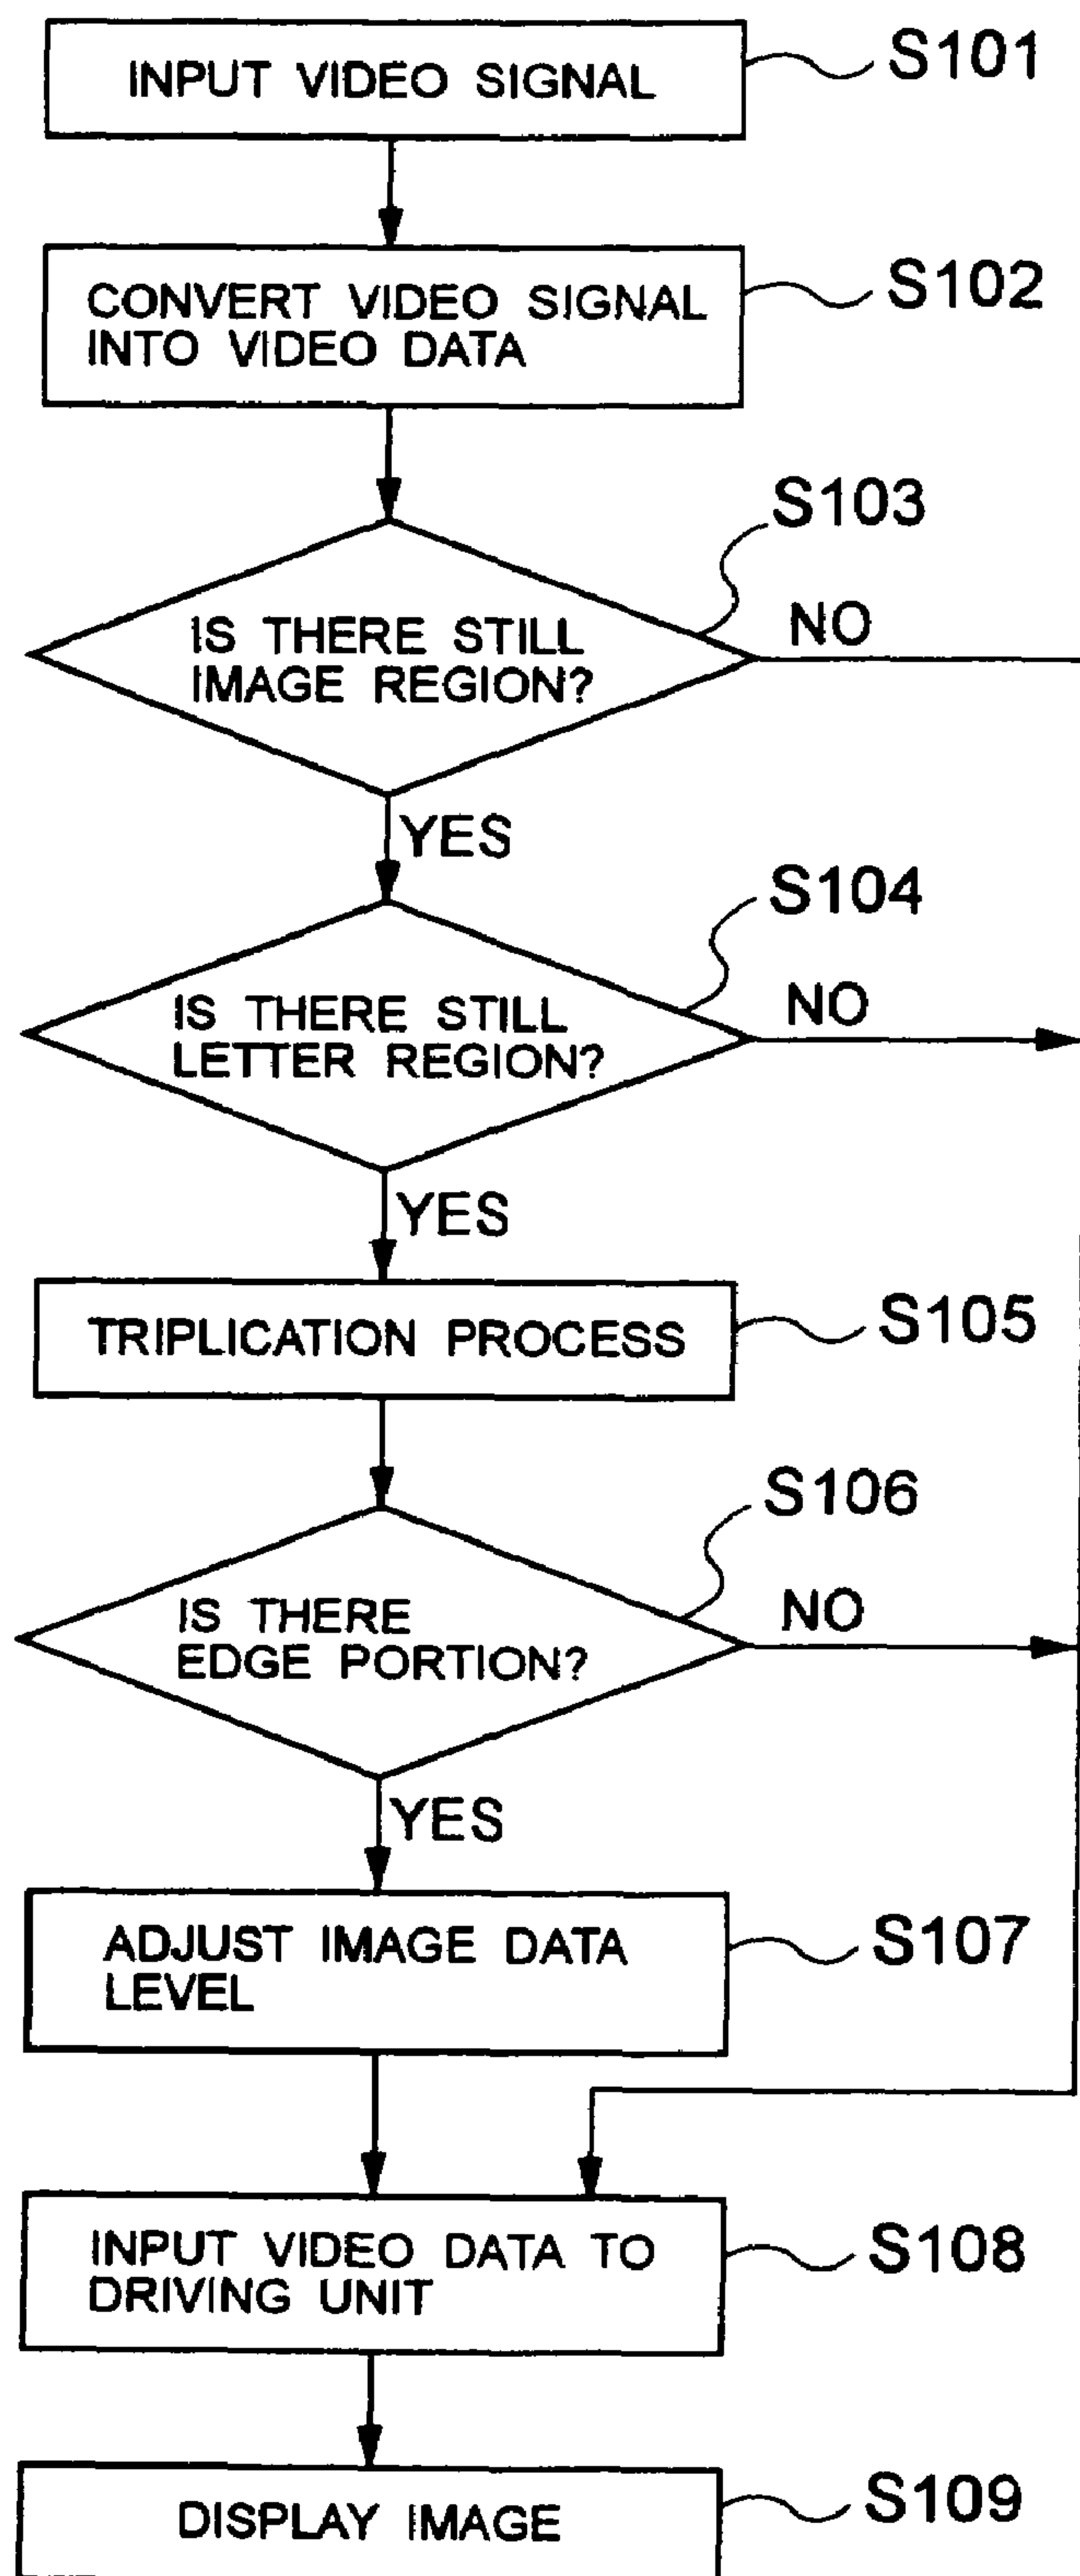 INPUT VIDEO SIGNAL
S101
CONVERT VIDEO SIGNAL
INTO VIDEO DATA
S102
S103
IS THERE STILL
IMAGE REGION?
NO
YES
S104
IS THERE STILL
LETTER REGION?
NO
YES
TRIPLICATION PROCESS
S105
S106
IS THERE
EDGE PORTION?
NO
YES
ADJUST IMAGE DATA
LEVEL
S107
INPUT VIDEO DATA TO
DRIVING UNIT
S108
DISPLAY IMAGE
S109